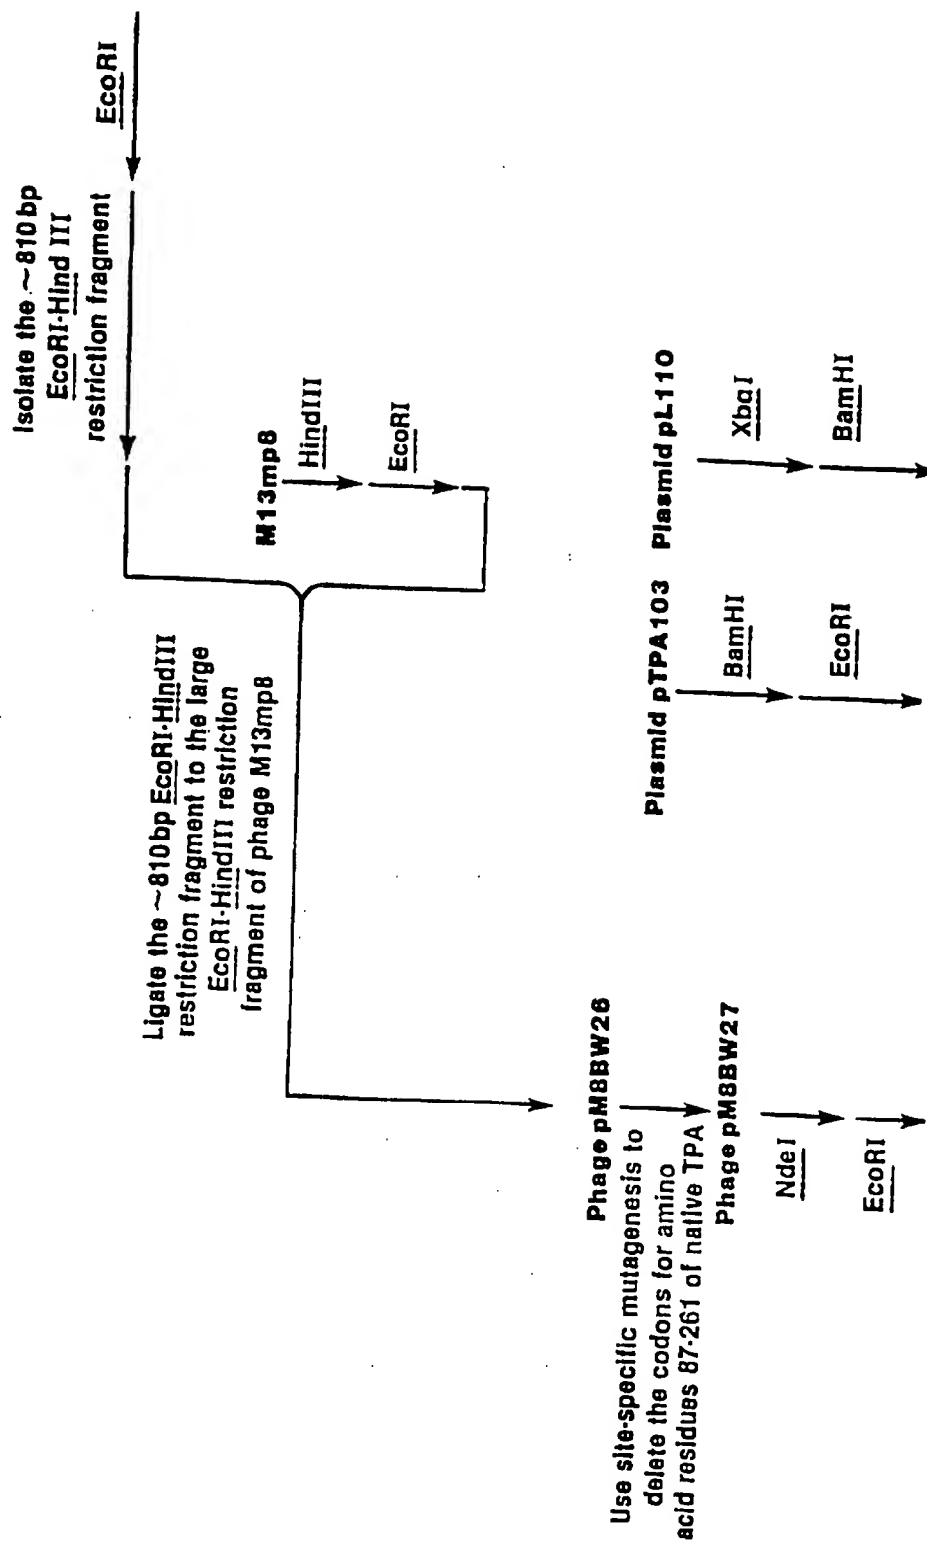 EcoRI
Isolate the ~810bp
EcoRI-Hind III
restriction fragment
M13mp8
HindIII
EcoRI
Ligate the ~810bp EcoRI-HindIII
restriction fragment to the large
EcoRI-HindIII restriction
fragment of phage M13mp8
Phage pM8BW26
Use site-specific mutagenesis to
delete the codons for amino
acid residues 87-261 of native TPA
Phage pM8BW27
NdeI
EcoRI
Plasmid pTPA103
BamHI
EcoRI
Plasmid pL110
XbaI
BamHI